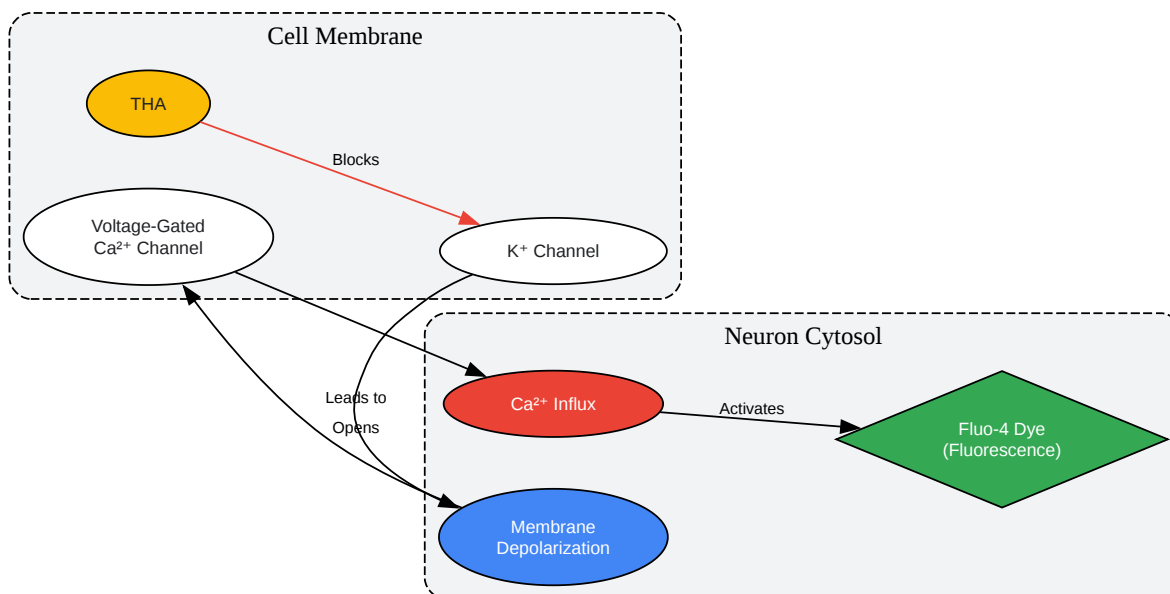 Cell Membrane
THA
Blocks
Voltage-Gated
Ca²⁺ Channel
K⁺ Channel
Neuron Cytosol
Leads to
Opens
Ca²⁺ Influx
Activates
Fluo-4 Dye
(Fluorescence)
Membrane
Depolarization